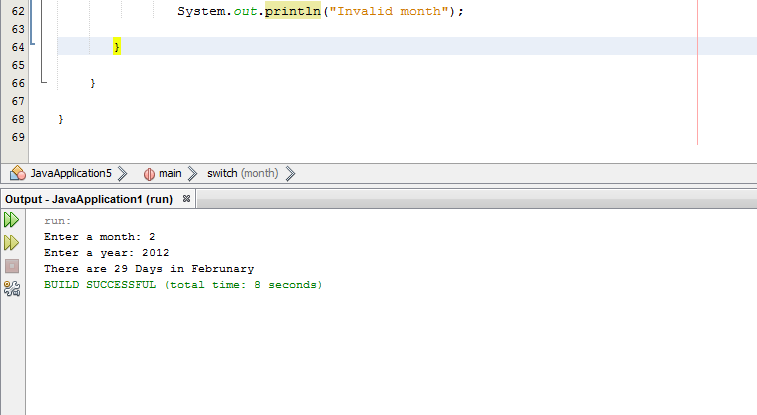 62 System.out.println("Invalid month");
63
64 }
65
66 }
67
68 }
69
JavaApplication5 main switch (month)
Output - JavaApplication1 (run)
run:
Enter a month: 2
Enter a year: 2012
There are 29 Days in Februnary
BUILD SUCCESSFUL (total time: 8 seconds)